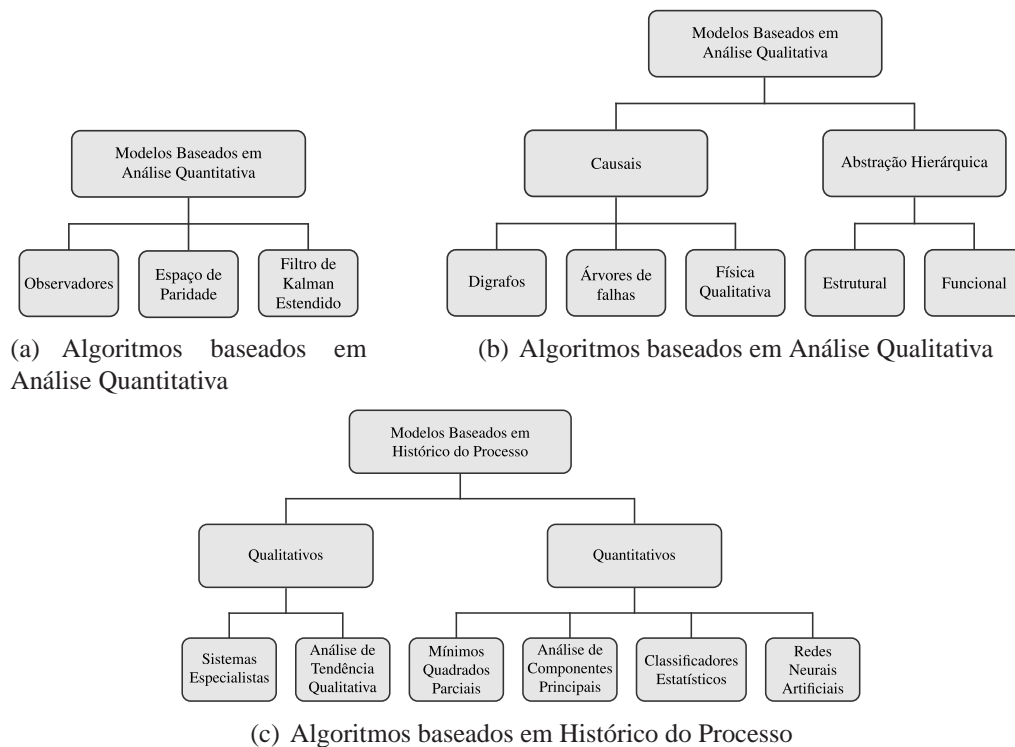 Modelos Baseados em
Análise Quantitativa
Observadores
Espaço de
Paridade
Filtro de
Kalman
Estendido
(a) Algoritmos baseados em
Análise Quantitativa
Modelos Baseados em
Análise Qualitativa
Causais
Abstração Hierárquica
Digrafos
Árvores de
falhas
Física
Qualitativa
Estrutural
Funcional
(b) Algoritmos baseados em Análise Qualitativa
Modelos Baseados em
Histórico do Processo
Qualitativos
Quantitativos
Sistemas
Especialistas
Análise de
Tendência
Qualitativa
Mínimos
Quadrados
Parciais
Análise de
Componentes
Principais
Classificadores
Estatísticos
Redes
Neurais
Artificiais
(c) Algoritmos baseados em Histórico do Processo